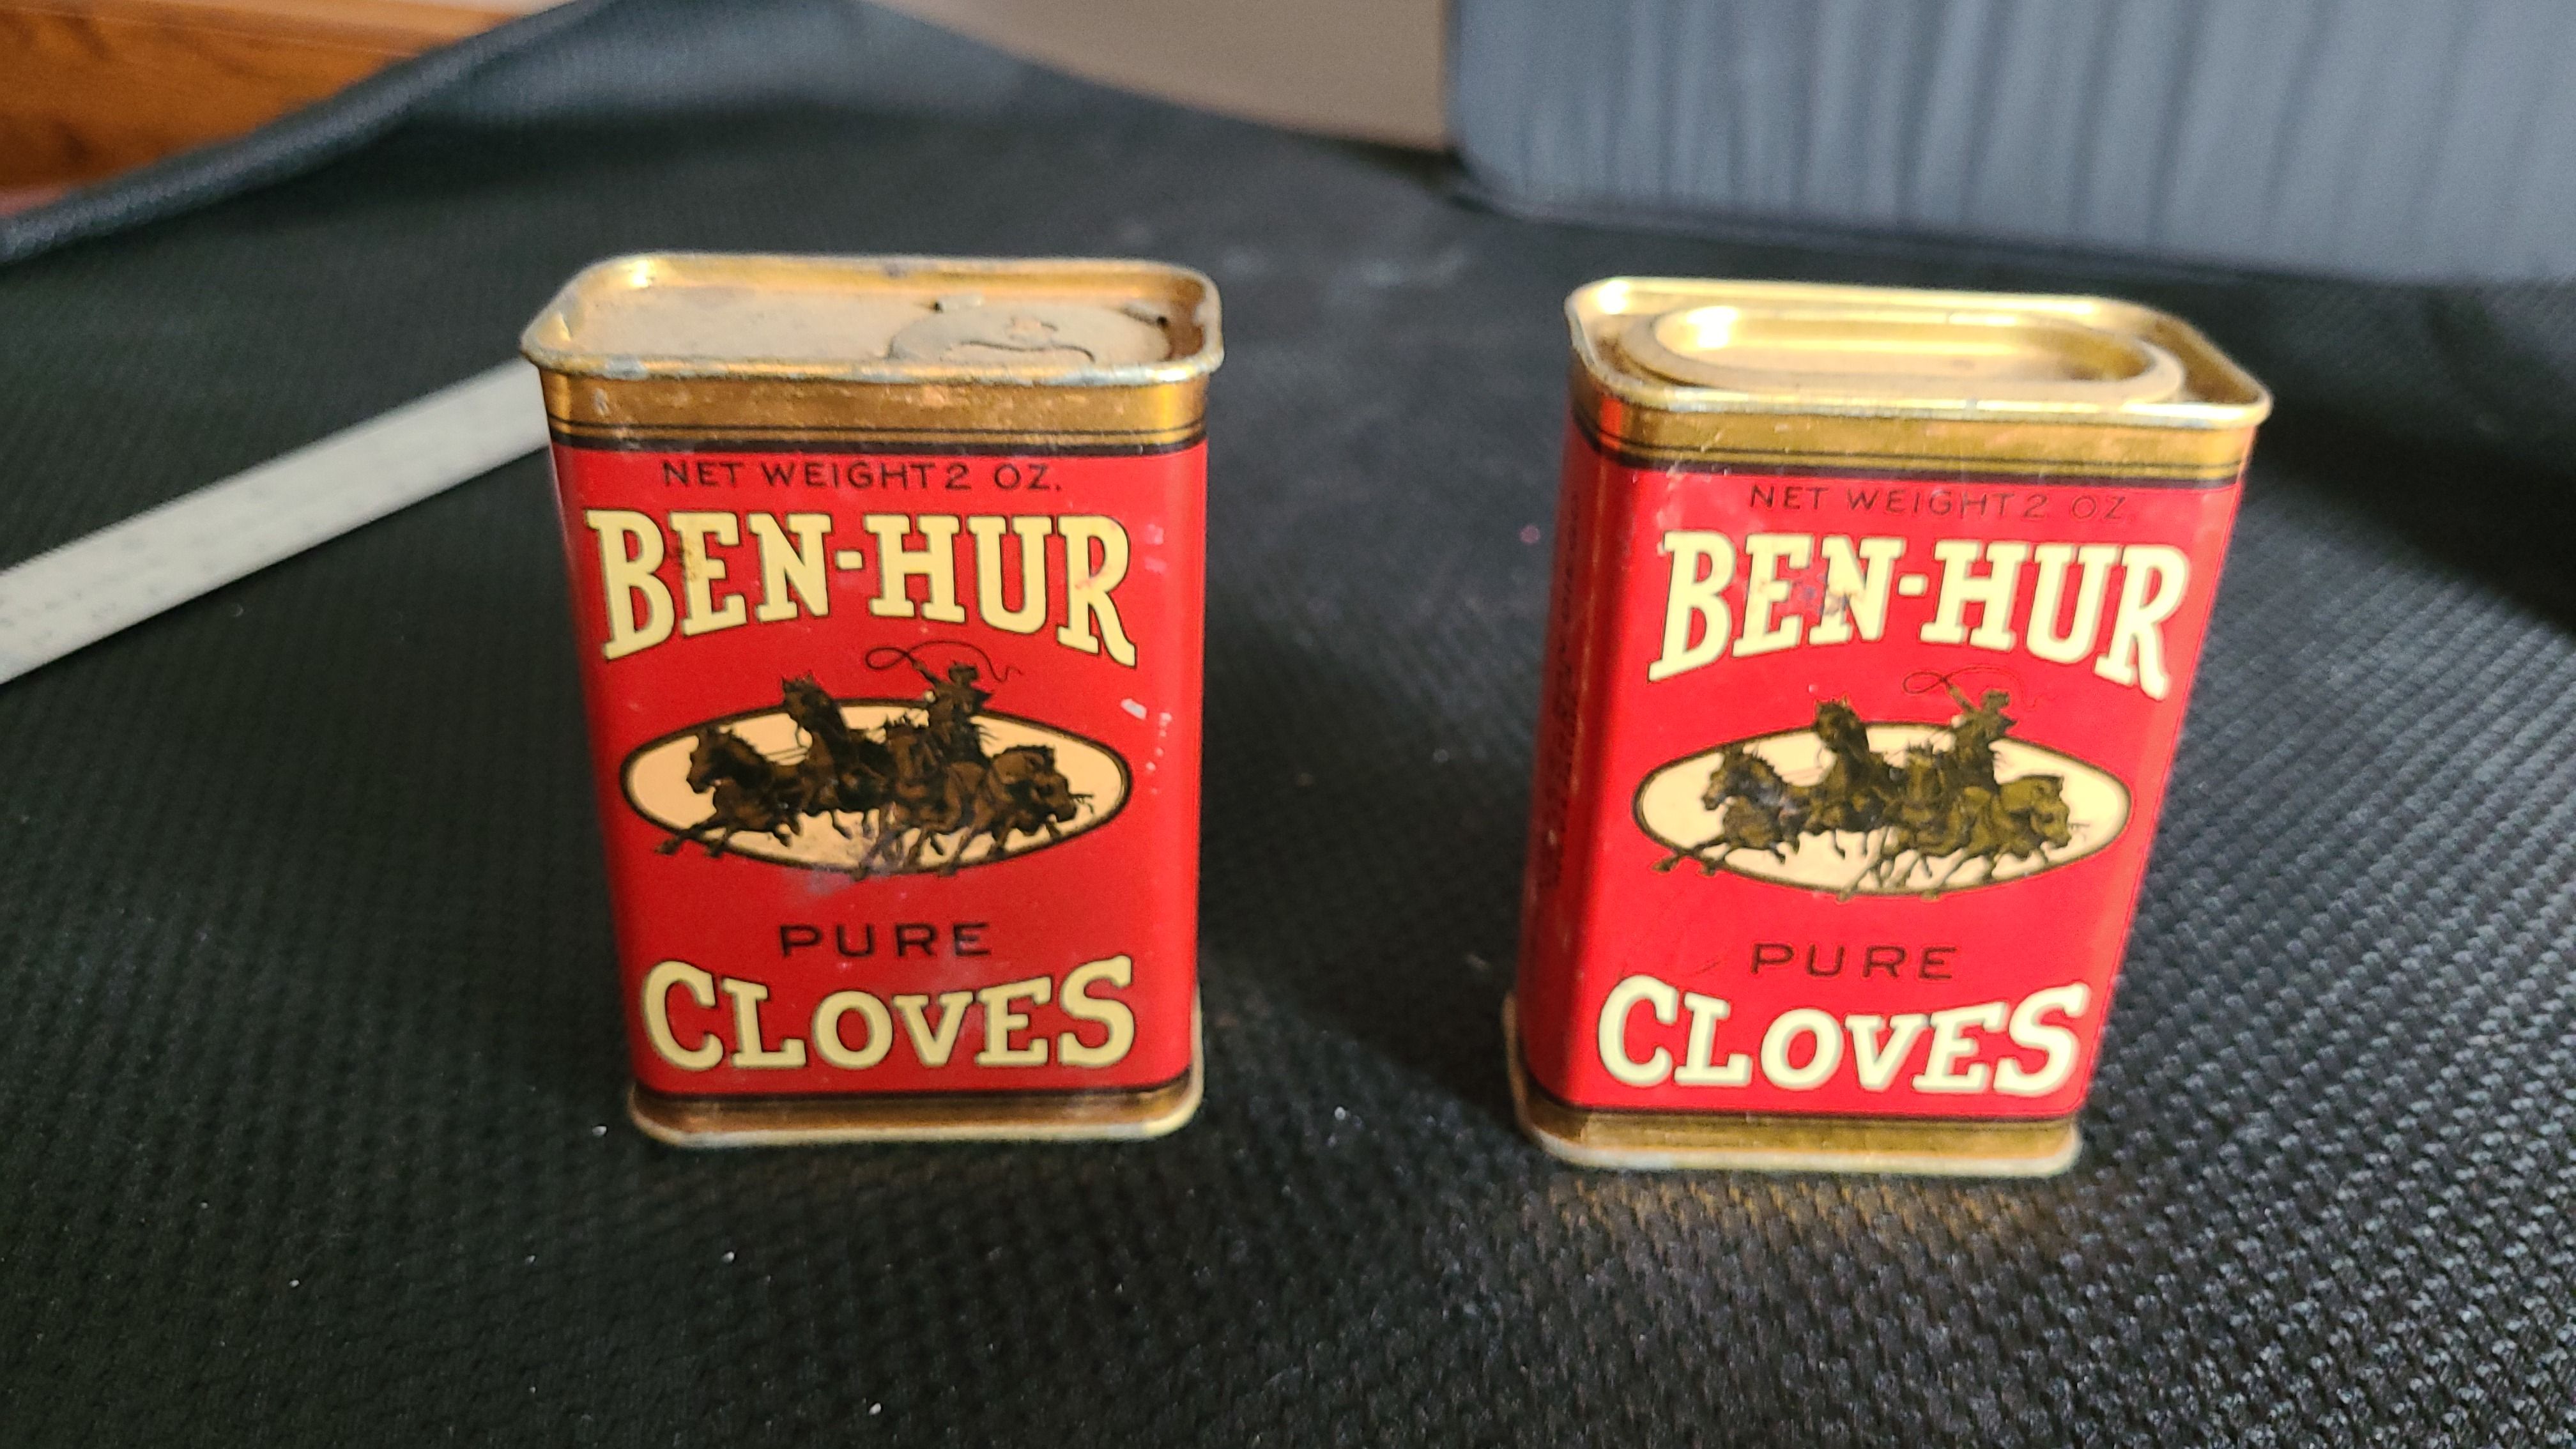 NET WEIGHT 2 OZ.
BEN-HUR
PURE
CLOVES
NET WEIGHT 2 OZ.
BEN-HUR
PURE
CLOVES